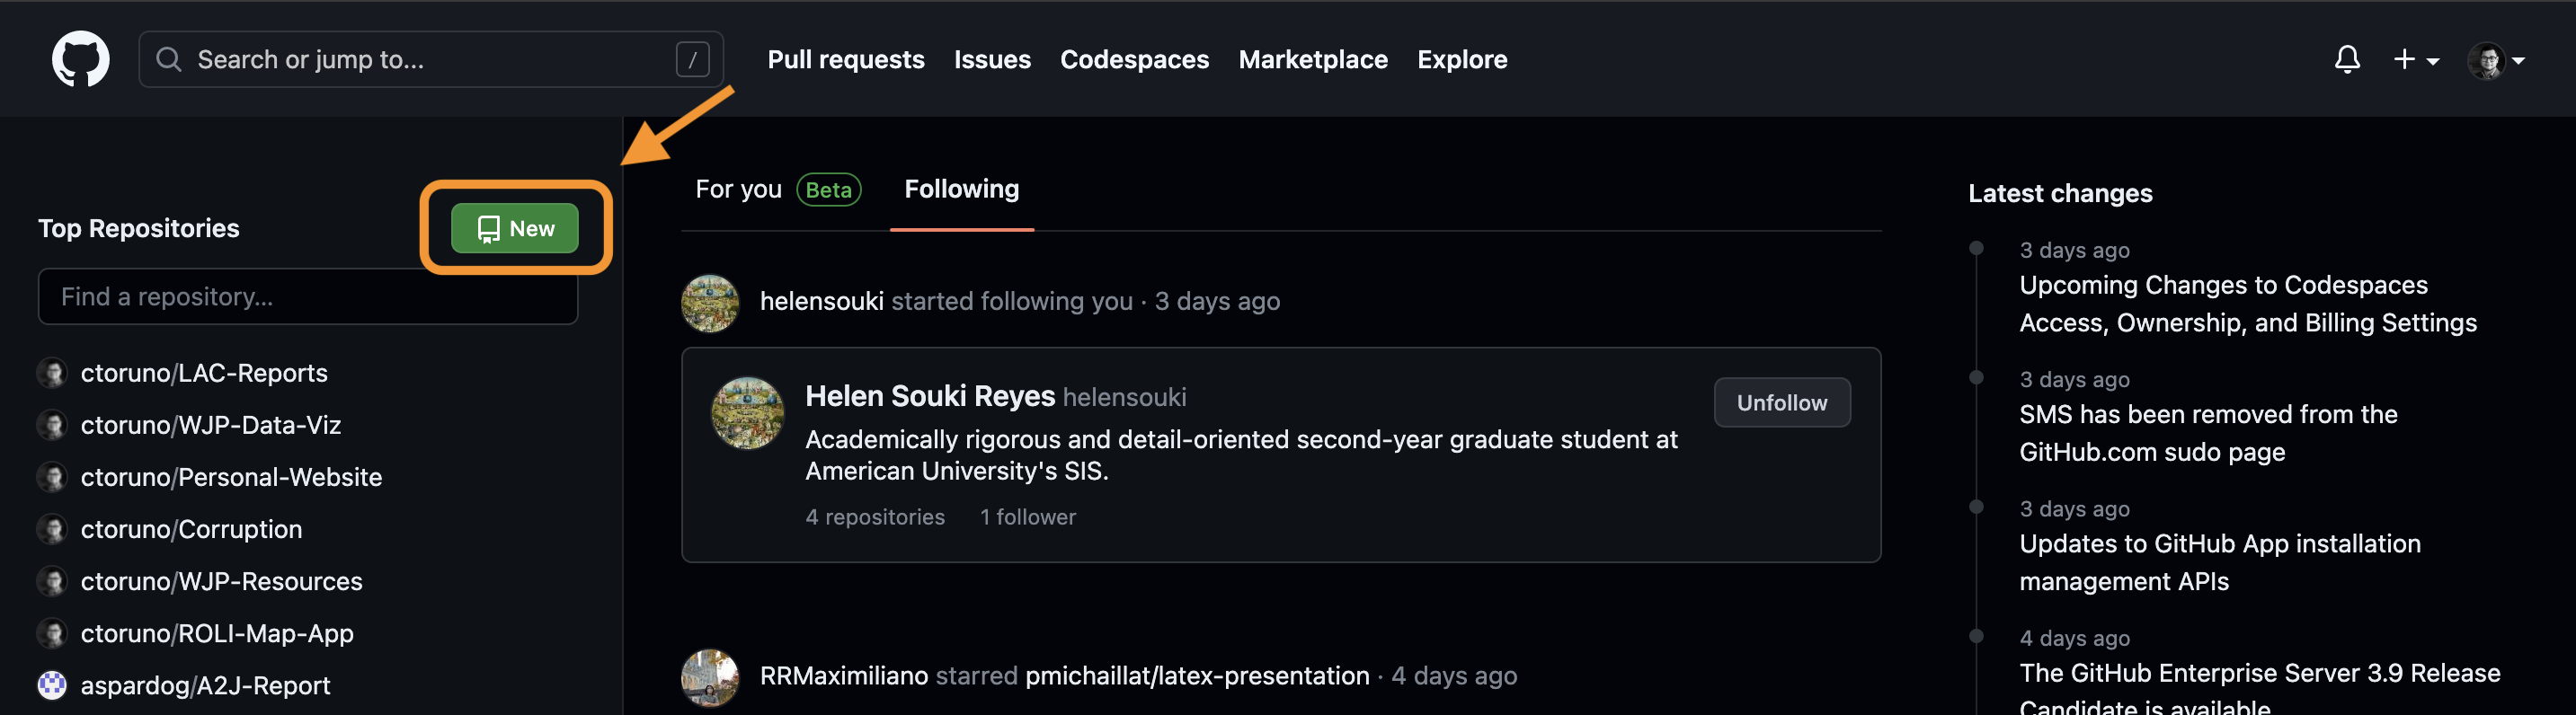 Search or jump to... /
Pull requests Issues Codespaces Marketplace Explore
Top Repositories
New
Find a repository...
ctoruno/LAC-Reports
ctoruno/WJP-Data-Viz
ctoruno/Personal-Website
ctoruno/Corruption
ctoruno/WJP-Resources
ctoruno/ROLI-Map-App
aspardog/A2J-Report
For you Beta Following
helensouki started following you · 3 days ago
Helen Souki Reyes helensouki
Unfollow
Academically rigorous and detail-oriented second-year graduate student at
American University's SIS.
4 repositories 1 follower
RRMaximiliano starred pmichaillat/latex-presentation · 4 days ago
Latest changes
3 days ago
Upcoming Changes to Codespaces
Access, Ownership, and Billing Settings
3 days ago
SMS has been removed from the
GitHub.com sudo page
3 days ago
Updates to GitHub App installation
management APIs
4 days ago
The GitHub Enterprise Server 3.9 Release
Candidate is available